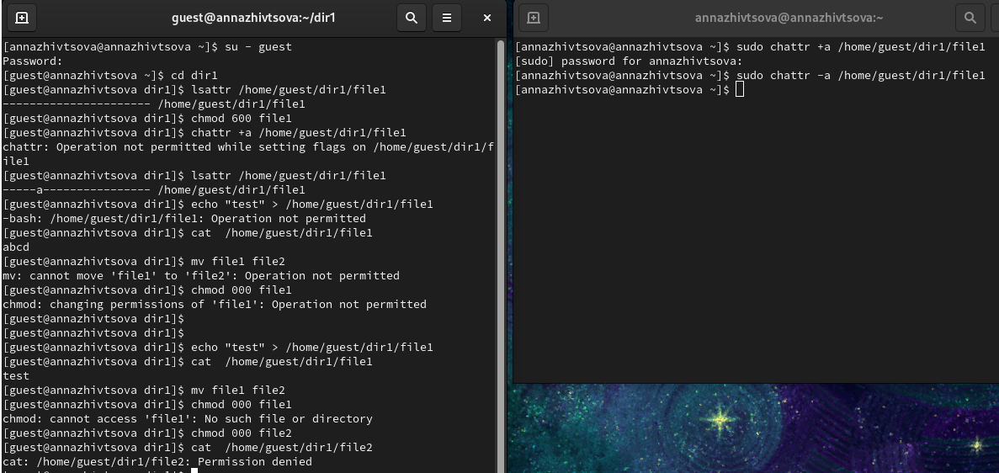 guest@annazhivtsova:~/dir1
[annazhivtsova@annazhivtsova ~]$ su - guest
Password:
[guest@annazhivtsova ~]$ cd dir1
[guest@annazhivtsova dir1]$ lsattr /home/guest/dir1/file1
---------------------- /home/guest/dir1/file1
[guest@annazhivtsova dir1]$ chmod 600 file1
[guest@annazhivtsova dir1]$ chattr +a /home/guest/dir1/file1
chattr: Operation not permitted while setting flags on /home/guest/dir1/f
ile1
[guest@annazhivtsova dir1]$ lsattr /home/guest/dir1/file1
-----a---------------- /home/guest/dir1/file1
[guest@annazhivtsova dir1]$ echo "test" > /home/guest/dir1/file1
-bash: /home/guest/dir1/file1: Operation not permitted
[guest@annazhivtsova dir1]$ cat  /home/guest/dir1/file1
abcd
[guest@annazhivtsova dir1]$ mv file1 file2
mv: cannot move 'file1' to 'file2': Operation not permitted
[guest@annazhivtsova dir1]$ chmod 000 file1
chmod: changing permissions of 'file1': Operation not permitted
[guest@annazhivtsova dir1]$
[guest@annazhivtsova dir1]$
[guest@annazhivtsova dir1]$ echo "test" > /home/guest/dir1/file1
[guest@annazhivtsova dir1]$ cat  /home/guest/dir1/file1
test
[guest@annazhivtsova dir1]$ mv file1 file2
[guest@annazhivtsova dir1]$ chmod 000 file1
chmod: cannot access 'file1': No such file or directory
[guest@annazhivtsova dir1]$ chmod 000 file2
[guest@annazhivtsova dir1]$ cat  /home/guest/dir1/file2
cat: /home/guest/dir1/file2: Permission denied
annazhivtsova@annazhivtsova:~
[annazhivtsova@annazhivtsova ~]$ sudo chattr +a /home/guest/dir1/file1
[sudo] password for annazhivtsova:
[annazhivtsova@annazhivtsova ~]$ sudo chattr -a /home/guest/dir1/file1
[annazhivtsova@annazhivtsova ~]$